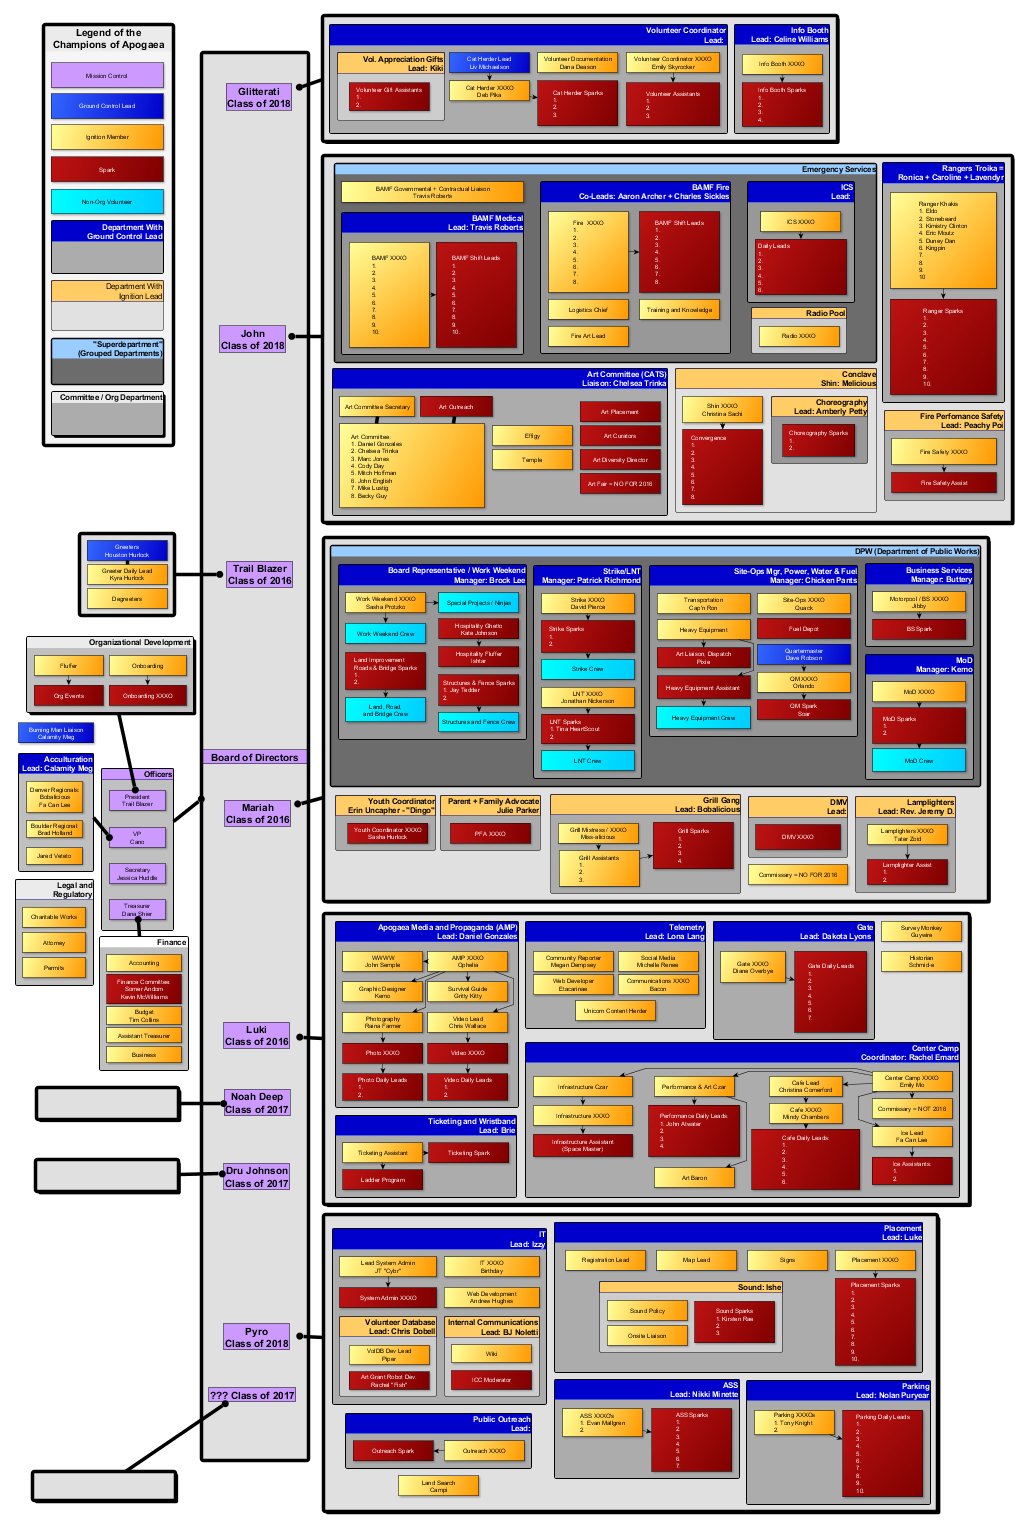 Legend of the
Champions of Apogaea
Mission Control
Ground Control Lead
Ignition Member
Spark
Non-Org Volunteer
Department With
Ground Control Lead
Department With
Ignition Lead
"Superdepartment"
(Grouped Departments)
Committee / Org Department
Glitterati
Class of 2018
John
Class of 2018
Trail Blazer
Class of 2016
Board of Directors
Mariah
Class of 2016
Luki
Class of 2016
Noah Deep
Class of 2017
Dru Johnson
Class of 2017
Pyro
Class of 2018
??? Class of 2017
Volunteer Coordinator
Lead:
Vol. Appreciation Gifts
Lead: Kiki
Volunteer Gift Assistants
1.
2.
Cat Herder Lead
Liv Michaelson
Cat Herder XXXO
Deb Pika
Volunteer Documentation
Dana Deason
Cat Herder Sparks
1.
2.
3.
Volunteer Coordinator XXXO
Emily Skyrocker
Volunteer Assistants
1.
2.
3.
Info Booth
Lead: Celine Williams
Info Booth XXXO
Info Booth Sparks
1.
2.
3.
4.
Emergency Services
BAMF Governmental + Contractual Liaison
Travis Roberts
BAMF Medical
Lead: Travis Roberts
BAMF XXXO
1.
2.
3.
4.
5.
6.
7.
8.
9.
10.
BAMF Shift Leads
1.
2.
3.
4.
5.
6.
7.
8.
9.
10.
BAMF Fire
Co-Leads: Aaron Archer + Charles Sickles
Fire XXXO
1.
2.
3.
4.
5.
6.
7.
8.
BAMF Shift Leads
1.
2.
3.
4.
5.
6.
7.
8.
Logistics Chief
Training and Knowledge
Fire Art Lead
ICS
Lead:
ICS XXXO
Daily Leads
1.
2.
3.
4.
5.
6.
Radio Pool
Radio XXXO
Rangers Troika =
Ronica + Caroline + Lavendyr
Ranger Khakis
1. Eldo
2. Stonebeard
3. Kimistry Clinton
4. Eric Moutz
5. Duney Dan
6. Kingpin
7.
8.
9.
10.
Ranger Sparks
1.
2.
3.
4.
5.
6.
7.
8.
9.
10.
Fire Perfomance Safety
Lead: Peachy Poi
Fire Safety XXXO
Fire Safety Assist
Art Committee (CATS)
Liaison: Chelsea Trinka
Art Committee Secretary
Art Outreach
Art Committee:
1. Daniel Gonzales
2. Chelsea Trinka
3. Marc Jones
4. Cody Day
5. Mitch Hoffman
6. John English
7. Mike Lustig
8. Becky Guy
Effigy
Temple
Art Placement
Art Curators
Art Diversity Director
Art Fair = NO FOR 2016
Conclave
Shin: Melicious
Shin XXXO
Christina Sachi
Convergence
1.
2.
3.
4.
5.
6.
7.
8.
Choreography
Lead: Amberly Petty
Choreography Sparks
1.
2.
Greeters
Houston Hurlock
Greeter Daily Lead
Kyra Hurlock
Degreeters
Organizational Development
Fluffer
Onboarding
Org Events
Onboarding XXXO
Burning Man Liaison
Calamity Meg
Acculturation
Lead: Calamity Meg
Denver Regionals:
Bobalicious
Fa Can Lee
Boulder Regional:
Brad Holland
Jared Veteto
Officers
President
Trail Blazer
VP
Cano
Secretary
Jessica Huddle
Treasurer
Dana Shier
Legal and
Regulatory
Charitable Works
Attorney
Permits
Finance
Accounting
Finance Committee
Somer Andom
Kevin McWilliams
Budget
Tim Collins
Assistant Treasurer
Business
DPW (Department of Public Works)
Board Representative / Work Weekend
Manager: Brock Lee
Work Weekend XXXO
Sasha Protzko
Special Projects / Ninjas
Work Weekend Crew
Hospitality Ghetto
Kate Johnson
Hospitality Fluffer
Ishtar
Land Improvement
Roads & Bridge Sparks
1.
2.
Structures & Fence Sparks
1. Jay Tedder
2.
Land, Road,
and Bridge Crew
Structures and Fence Crew
Strike/LNT
Manager: Patrick Richmond
Strike XXXO
David Pierce
Strike Sparks
1.
2.
Strike Crew
LNT XXXO
Jonathan Nickerson
LNT Sparks
1. Tina HeartScout
2.
LNT Crew
Site-Ops Mgr, Power, Water & Fuel
Manager: Chicken Pants
Transportation
Cap'n Ron
Site-Ops XXXO
Quack
Heavy Equipment
Fuel Depot
Art Liaison, Dispatch
Pixie
Quartermaster
Dave Robson
Heavy Equipment Assistant
QM XXXO
Orlando
Heavy Equipment Crew
QM Spark
Soar
Business Services
Manager: Buttery
Motorpool / BS XXXO
Jibby
BS Spark
MoD
Manager: Kemo
MoD XXXO
MoD Sparks
1.
2.
MoD Crew
Youth Coordinator
Erin Uncapher - "Dingo"
Youth Coordinator XXXO
Sasha Hurlock
Parent + Family Advocate
Julie Parker
PFA XXXO
Grill Gang
Lead: Bobalicious
Grill Mistress / XXXO
Miss-alicious
Grill Assistants
1.
2.
3.
Grill Sparks
1.
2.
3.
4.
DMV
Lead:
DMV XXXO
Commissary = NO FOR 2016
Lamplighters
Lead: Rev. Jeremy D.
Lamplighters XXXO
Tater Zoid
Lamplighter Assist
1.
2.
Apogaea Media and Propaganda (AMP)
Lead: Daniel Gonzales
WWWW
John Sample
AMP XXXO
Ophelia
Graphic Designer
Kemo
Survival Guide
Gritty Kitty
Photography
Raina Farmer
Video Lead
Chris Wallace
Photo XXXO
Video XXXO
Photo Daily Leads
1.
2.
Video Daily Leads
1.
2.
Ticketing and Wristband
Lead: Brie
Ticketing Assistant
Ticketing Spark
Ladder Program
Telemetry
Lead: Lona Lang
Community Reporter
Megan Dempsey
Social Media
Michelle Renee
Web Developer
Etacarinae
Communications XXXO
Bacon
Unicorn Content Herder
Gate
Lead: Dakota Lyons
Gate XXXO
Diane Overbye
Gate Daily Leads
1.
2.
3.
4.
5.
6.
7.
Survey Monkey
Guywire
Historian
Schmid-e
Center Camp
Coordinator: Rachel Emard
Infrastructure Czar
Infrastructure XXXO
Infrastructure Assistant
(Space Master)
Performance & Art Czar
Performance Daily Leads
1. John Atwater
2.
3.
4.
Art Baron
Cafe Lead
Christina Comerford
Cafe XXXO
Mindy Chambers
Cafe Daily Leads
1.
2.
3.
4.
5.
6.
Center Camp XXXO
Emily Mo
Commissary = NOT 2016
Ice Lead
Fa Can Lee
Ice Assistants:
1.
2.
IT
Lead: Izzy
Lead System Admin
JT "Cybr"
IT XXXO
Birthday
System Admin XXXO
Web Development
Andrew Hughes
Volunteer Database
Lead: Chris Dobell
VolDB Dev Lead
Piper
Art Grant Robot Dev.
Rachel "Fish"
Internal Communications
Lead: BJ Noletti
Wiki
ICC Moderator
Public Outreach
Lead:
Outreach Spark
Outreach XXXO
Land Search
Campi
Placement
Lead: Luke
Registration Lead
Map Lead
Signs
Placement XXXO
Sound: Ishe
Sound Policy
Onsite Liaison
Sound Sparks
1. Kirsten Rae
2.
3.
Placement Sparks
1.
2.
3.
4.
5.
6.
7.
8.
9.
10.
ASS
Lead: Nikki Minette
ASS XXXO's
1. Evan Mallgren
2.
ASS Sparks
1.
2.
3.
4.
5.
6.
7.
Parking
Lead: Nolan Puryear
Parking XXXOs
1. Tony Knight
2.
Parking Daily Leads
1.
2.
3.
4.
5.
6.
7.
8.
9.
10.